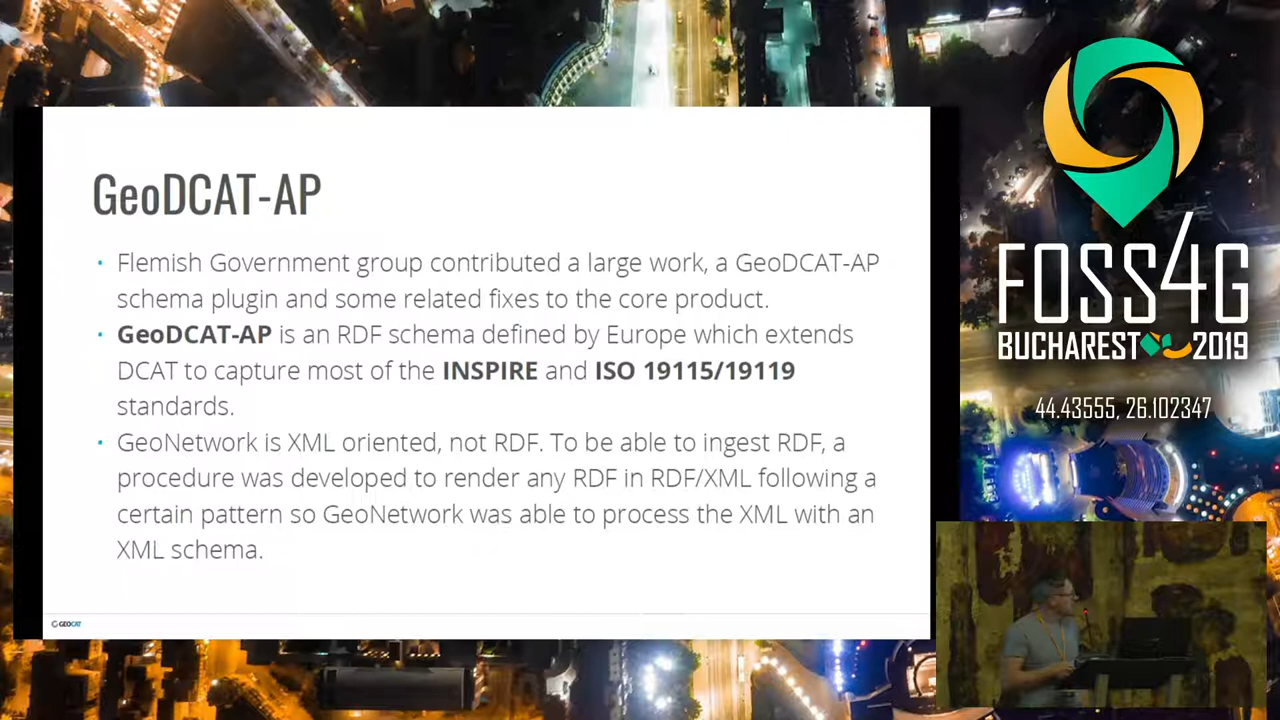 GeoDCAT-AP
• Flemish Government group contributed a large work, a GeoDCAT-AP
schema plugin and some related fixes to the core product.
• GeoDCAT-AP is an RDF schema defined by Europe which extends
DCAT to capture most of the INSPIRE and ISO 19115/19119
standards.
• GeoNetwork is XML oriented, not RDF. To be able to ingest RDF, a
procedure was developed to render any RDF in RDF/XML following a
certain pattern so GeoNetwork was able to process the XML with an
XML schema.
GEOCAT
FOSS4G
BUCHAREST 2019
44.43555, 26.102347